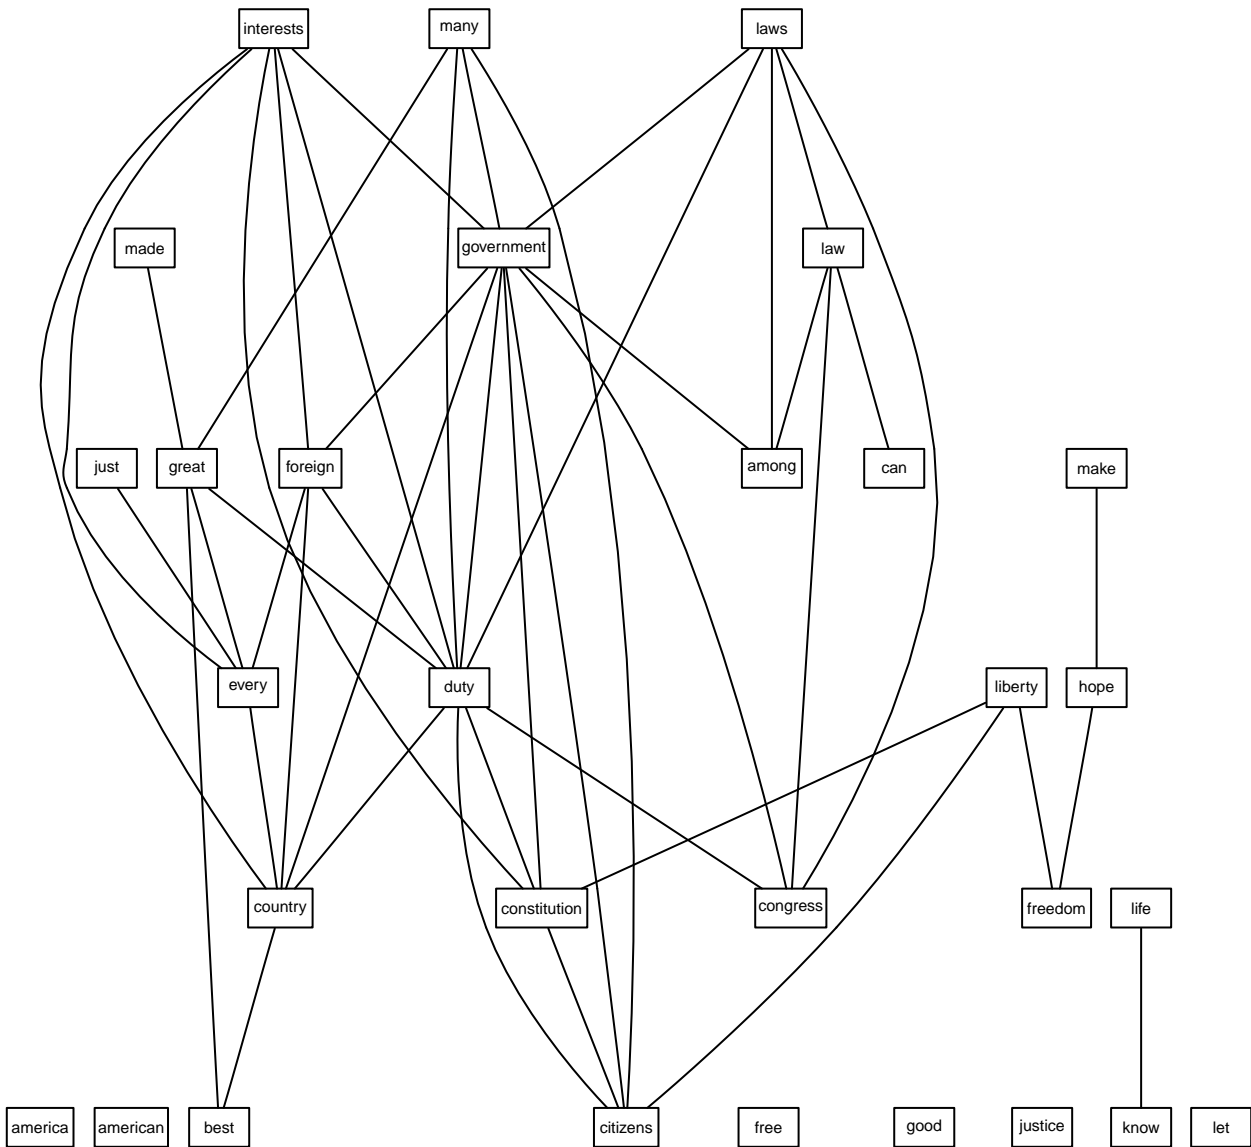 interests
many
laws
made
government
law
just
great
foreign
among
can
make
every
duty
liberty
hope
country
constitution
congress
freedom
life
america
american
best
citizens
free
good
justice
know
let